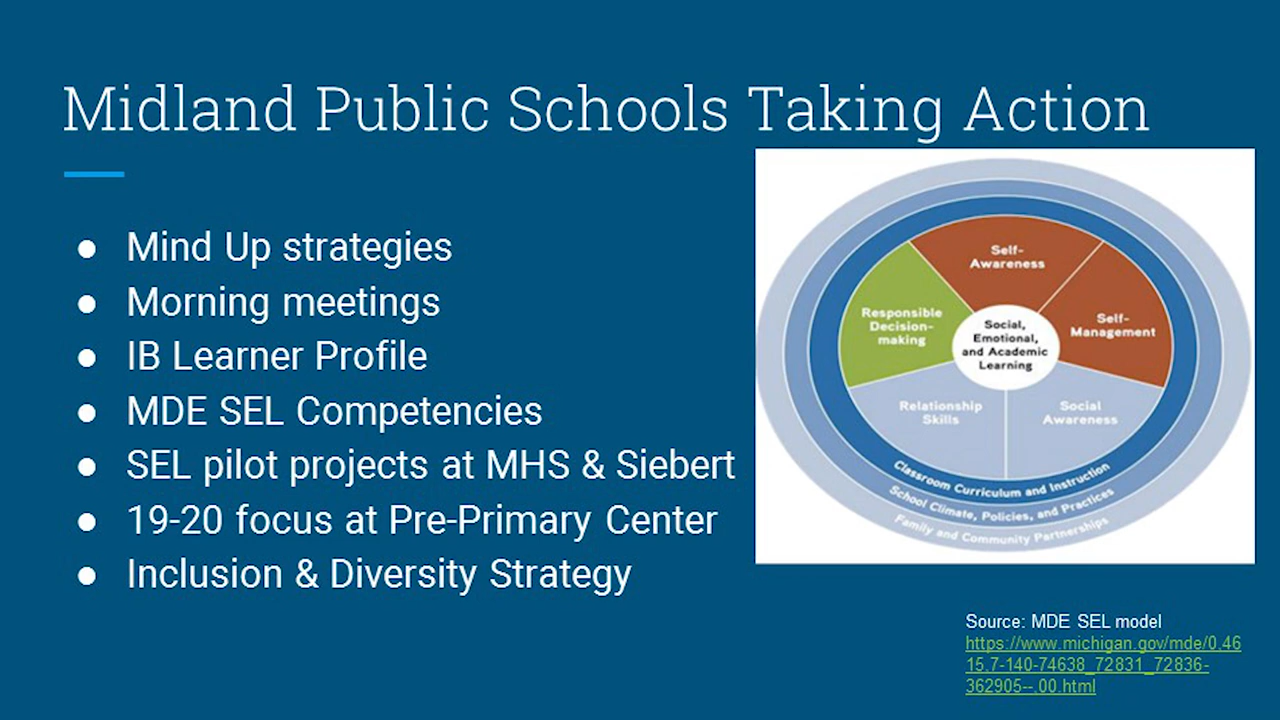 Midland Public Schools Taking Action
● Mind Up strategies
● Morning meetings
● IB Learner Profile
● MDE SEL Competencies
● SEL pilot projects at MHS & Siebert
● 19-20 focus at Pre-Primary Center
● Inclusion & Diversity Strategy
Self-
Awareness
Self-
Management
Responsible
Decision-
making
Social,
Emotional,
and Academic
Learning
Relationship
Skills
Social
Awareness
Classroom Curriculum and Instruction
School Climate, Policies, and Practices
Family and Community Partnerships
Source: MDE SEL model
https://www.michigan.gov/mde/0,46
15,7-140-74638_72831_72836-
362905--,00.html